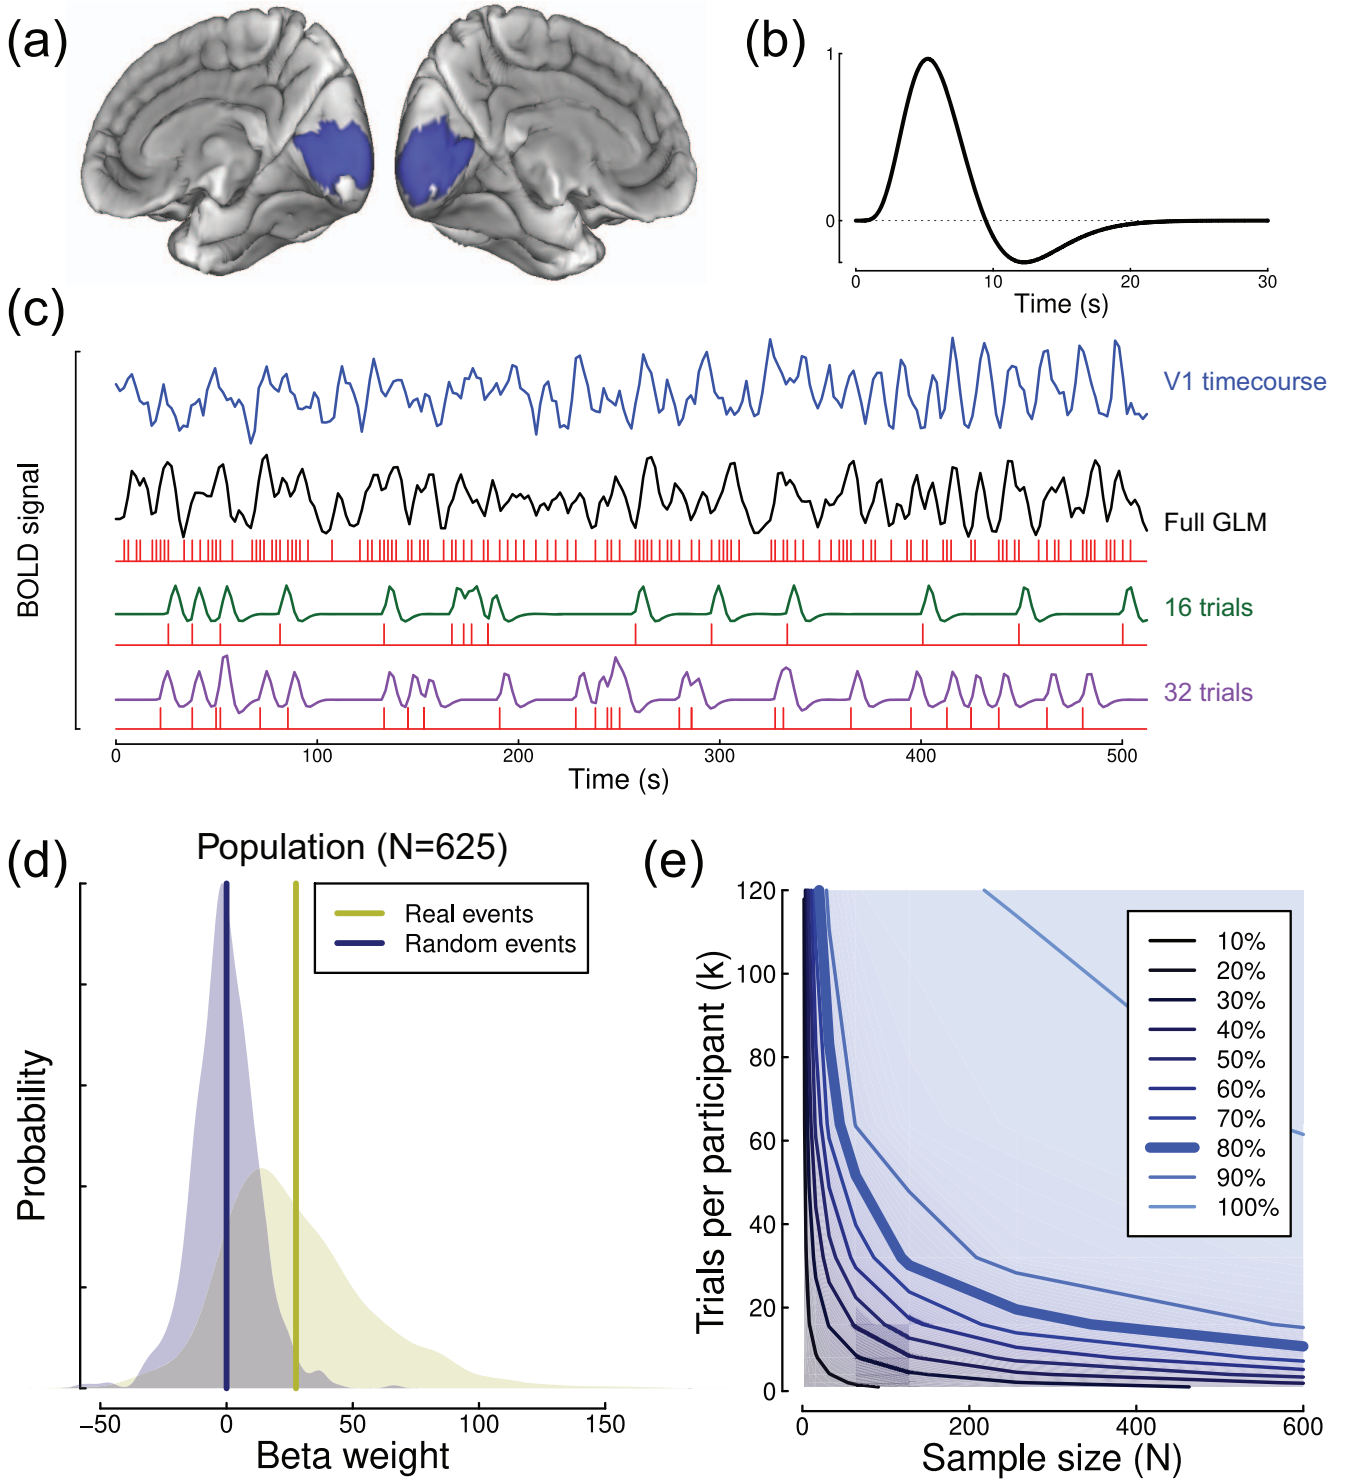 (a)
(b)
1
0
0
10
20
30
Time (s)
(c)
BOLD signal
V1 timecourse
Full GLM
16 trials
32 trials
0
100
200
300
400
500
Time (s)
(d)
Population (N=625)
Real events
Random events
Probability
−50
0
50
100
150
Beta weight
(e)
Trials per participant (k)
120
100
80
60
40
20
0
10%
20%
30%
40%
50%
60%
70%
80%
90%
100%
0
200
400
600
Sample size (N)